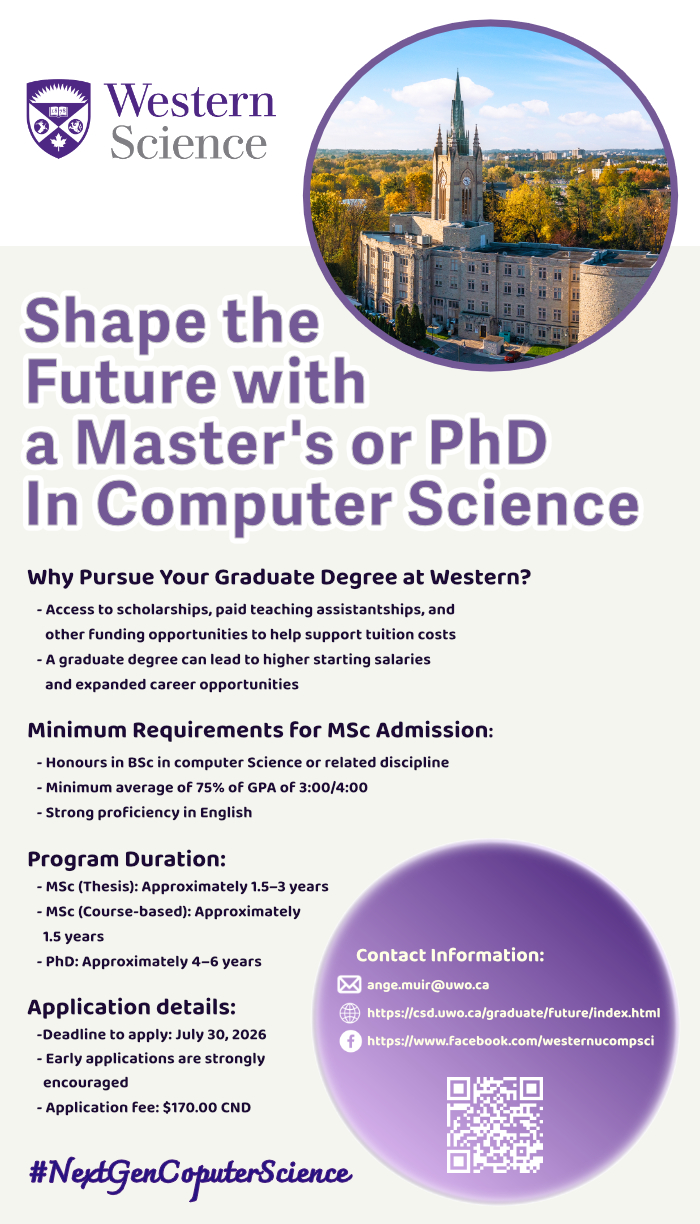 Western
Science
Shape the
Future with
a Master's or PhD
In Computer Science
Why Pursue Your Graduate Degree at Western?
- Access to scholarships, paid teaching assistantships, and
other funding opportunities to help support tuition costs
- A graduate degree can lead to higher starting salaries
and expanded career opportunities
Minimum Requirements for MSc Admission:
- Honours in BSc in computer Science or related discipline
- Minimum average of 75% of GPA of 3:00/4:00
- Strong proficiency in English
Program Duration:
- MSc (Thesis): Approximately 1.5–3 years
- MSc (Course-based): Approximately
1.5 years
- PhD: Approximately 4–6 years
Application details:
-Deadline to apply: July 30, 2026
- Early applications are strongly
encouraged
- Application fee: $170.00 CND
#NextGenCoputerScience
Contact Information:
ange.muir@uwo.ca
https://csd.uwo.ca/graduate/future/index.html
https://www.facebook.com/westernucompsci